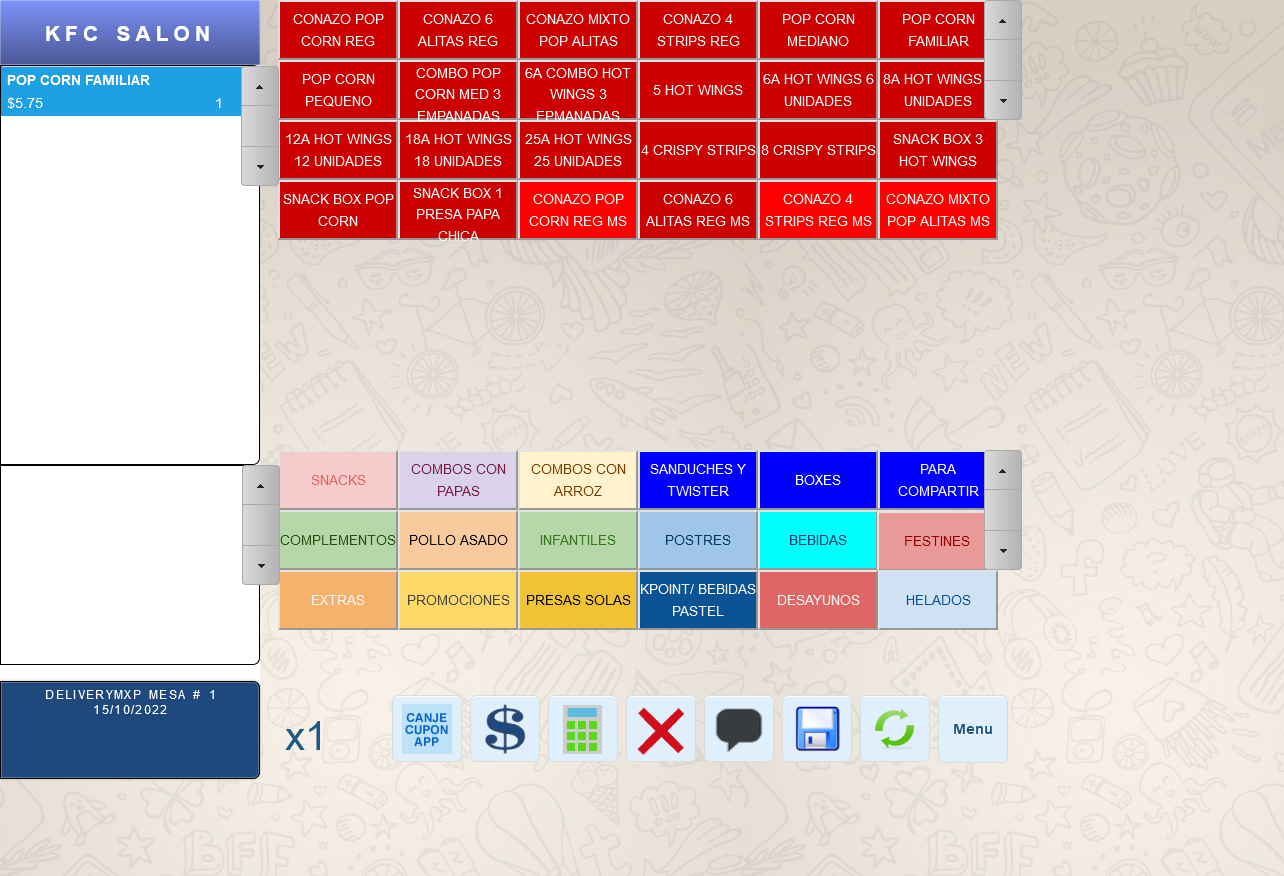 KFC SALON
POP CORN FAMILIAR
$5.75 1
CONAZO POP
CORN REG
CONAZO 6
ALITAS REG
CONAZO MIXTO
POP ALITAS
CONAZO 4
STRIPS REG
POP CORN
MEDIANO
POP CORN
FAMILIAR
POP CORN
PEQUENO
COMBO POP
CORN MED 3
EMPANADAS
6A COMBO HOT
WINGS 3
EPMANADAS
5 HOT WINGS
6A HOT WINGS 6
UNIDADES
8A HOT WINGS
UNIDADES
12A HOT WINGS
12 UNIDADES
18A HOT WINGS
18 UNIDADES
25A HOT WINGS
25 UNIDADES
4 CRISPY STRIPS
8 CRISPY STRIPS
SNACK BOX 3
HOT WINGS
SNACK BOX POP
CORN
SNACK BOX 1
PRESA PAPA
CHICA
CONAZO POP
CORN REG MS
CONAZO 6
ALITAS REG MS
CONAZO 4
STRIPS REG MS
CONAZO MIXTO
POP ALITAS MS
SNACKS
COMBOS CON
PAPAS
COMBOS CON
ARROZ
SANDUCHES Y
TWISTER
BOXES
PARA
COMPARTIR
COMPLEMENTOS
POLLO ASADO
INFANTILES
POSTRES
BEBIDAS
FESTINES
EXTRAS
PROMOCIONES
PRESAS SOLAS
KPOINT/ BEBIDAS
PASTEL
DESAYUNOS
HELADOS
DELIVERYMXP MESA # 1
15/10/2022
x1
CANJE
CUPON
APP
$
Menu